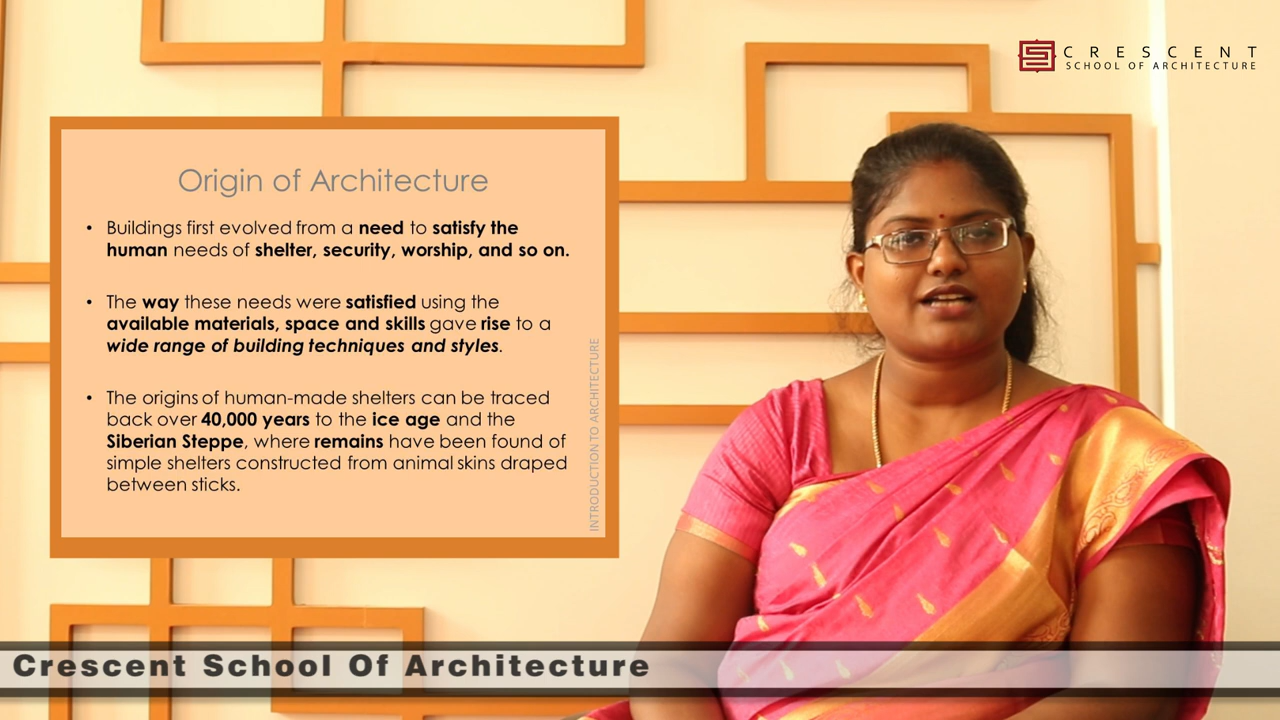 CRESCENT
SCHOOL OF ARCHITECTURE
Origin of Architecture
• Buildings first evolved from a need to satisfy the
human needs of shelter, security, worship, and so on.
• The way these needs were satisfied using the
available materials, space and skills gave rise to a
wide range of building techniques and styles.
• The origins of human-made shelters can be traced
back over 40,000 years to the ice age and the
Siberian Steppe, where remains have been found of
simple shelters constructed from animal skins draped
between sticks.
INTRODUCTION TO ARCHITECTURE
Crescent School Of Architecture